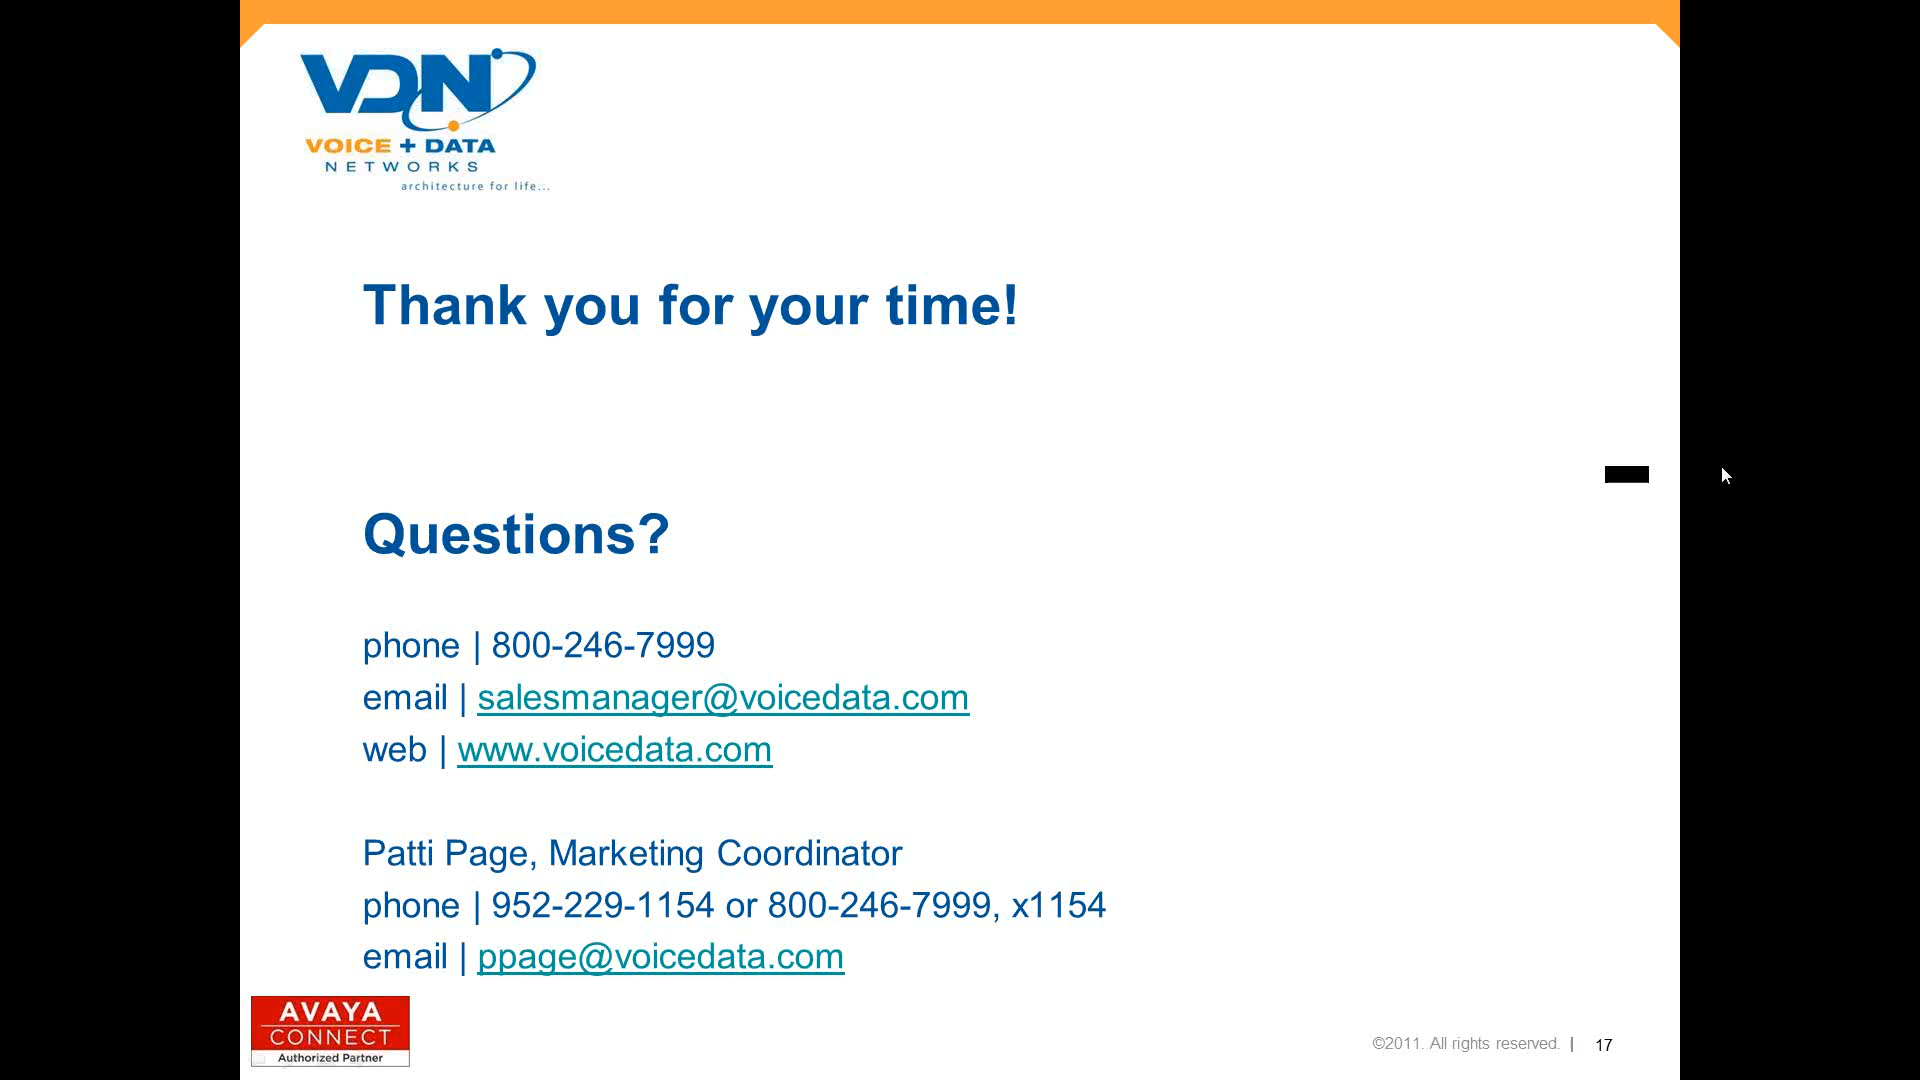 VDN
VOICE + DATA
NETWORKS
architecture for life...
Thank you for your time!
Questions?
phone | 800-246-7999
email | salesmanager@voicedata.com
web | www.voicedata.com
Patti Page, Marketing Coordinator
phone | 952-229-1154 or 800-246-7999, x1154
email | ppage@voicedata.com
AVAYA
CONNECT
Authorized Partner
©2011. All rights reserved. | 17